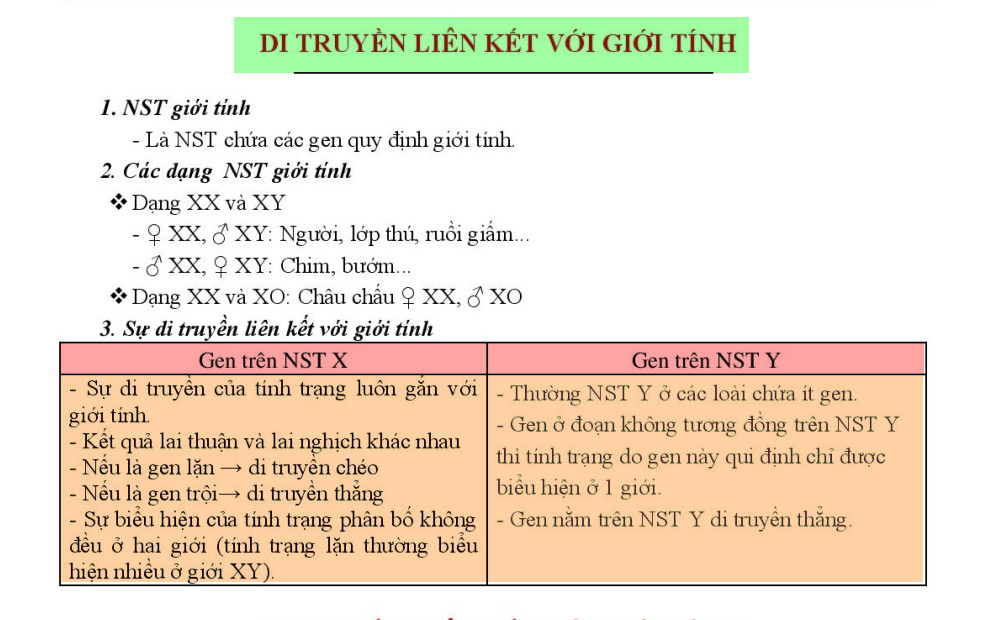 DI TRUYỀN LIÊN KẾT VỚI GIỚI TÍNH
1. NST giới tính
- Là NST chứa các gen quy định giới tính.
2. Các dạng NST giới tính
❖ Dạng XX và XY
- ♀ XX, ♂ XY: Người, lớp thú, ruồi giấm...
- ♂ XX, ♀ XY: Chim, bướm...
❖ Dạng XX và XO: Châu chấu ♀ XX, ♂ XO
3. Sự di truyền liên kết với giới tính
Gen trên NST X
- Sự di truyền của tính trạng luôn gắn với
giới tính.
- Kết quả lai thuận và lai nghịch khác nhau
- Nếu là gen lặn → di truyền chéo
- Nếu là gen trội→ di truyền thẳng
- Sự biểu hiện của tính trạng phân bố không
đều ở hai giới (tính trạng lặn thường biểu
hiện nhiều ở giới XY).
Gen trên NST Y
- Thường NST Y ở các loài chứa ít gen.
- Gen ở đoạn không tương đồng trên NST Y
thì tính trạng do gen này qui định chỉ được
biểu hiện ở 1 giới.
- Gen nằm trên NST Y di truyền thẳng.